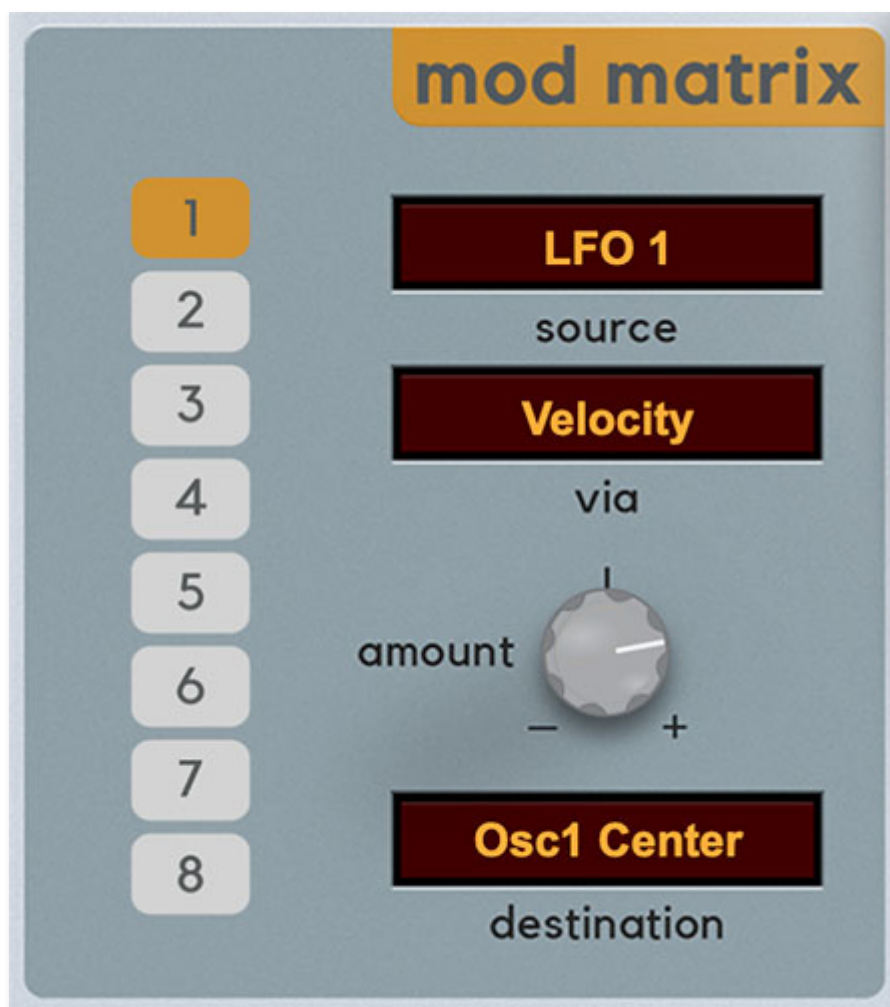 mod matrix
1
LFO 1
source
2
3
Velocity
via
4
5
amount
6
— +
7
Osc1 Center
8
destination